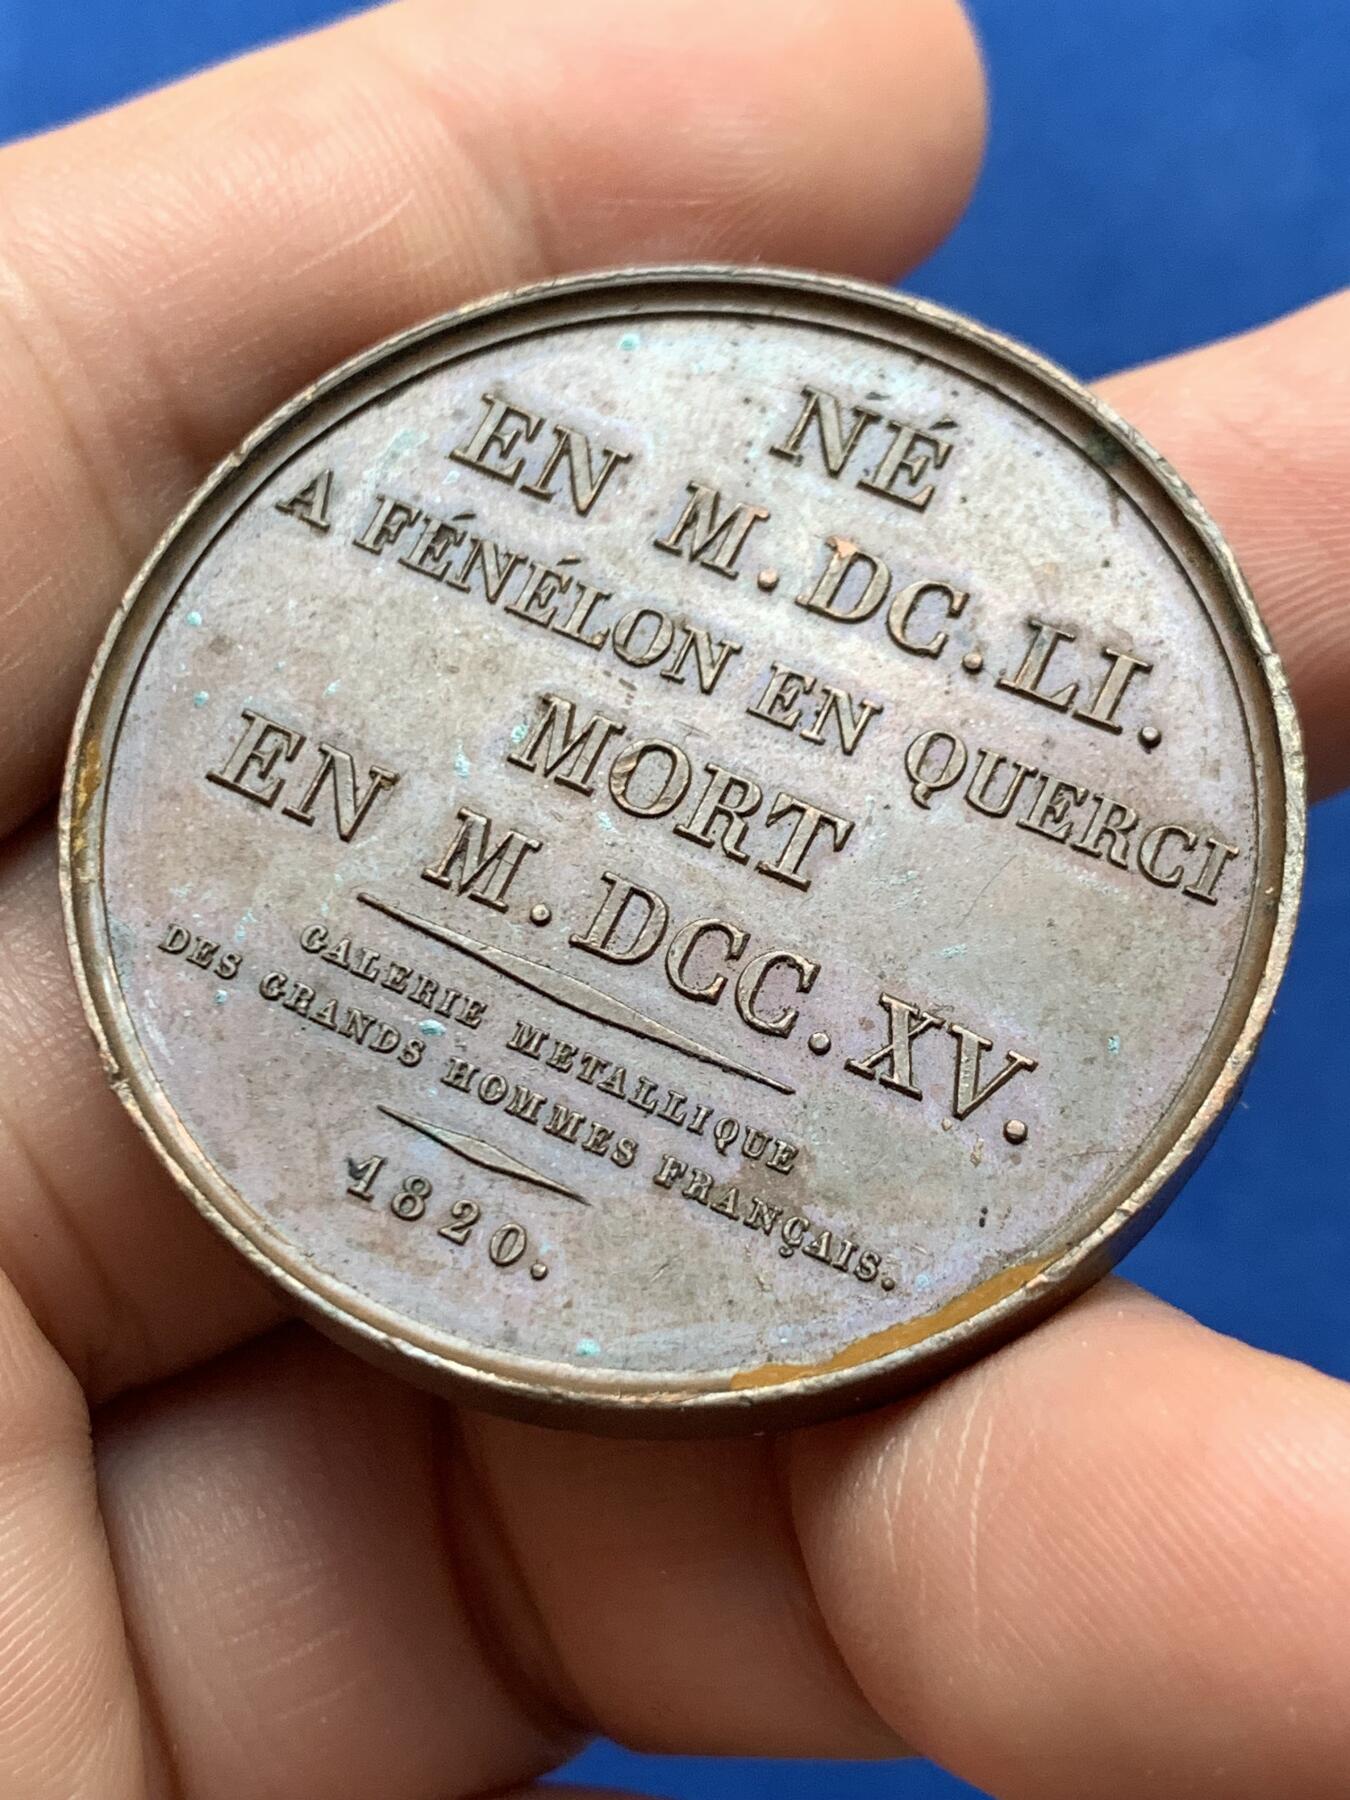 NÉ
EN M.DC.LI.
A FÉNÉLON EN QUERCI
MORT
EN M.DCC.XV.
GALERIE METALLIQUE
DES GRANDS HOMMES FRANÇAIS.
1820.